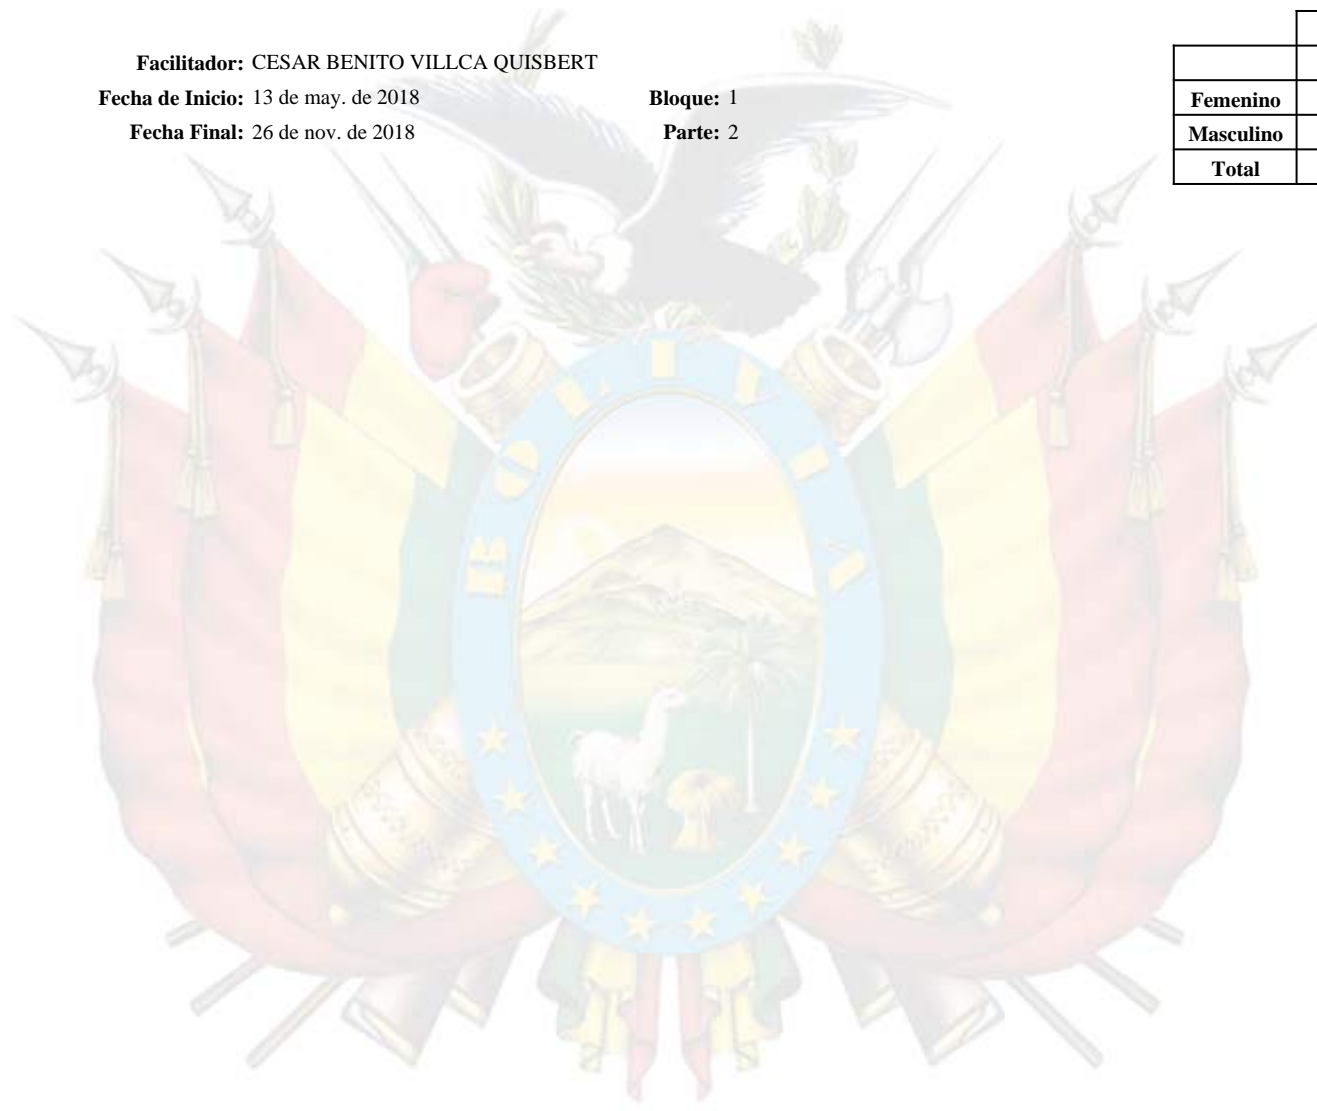 Facilitador: CESAR BENITO VILLCA QUISBERT
Fecha de Inicio: 13 de may. de 2018 Bloque: 1
Fecha Final: 26 de nov. de 2018 Parte: 2
Femenino
Masculino
Total
BOLIVIA